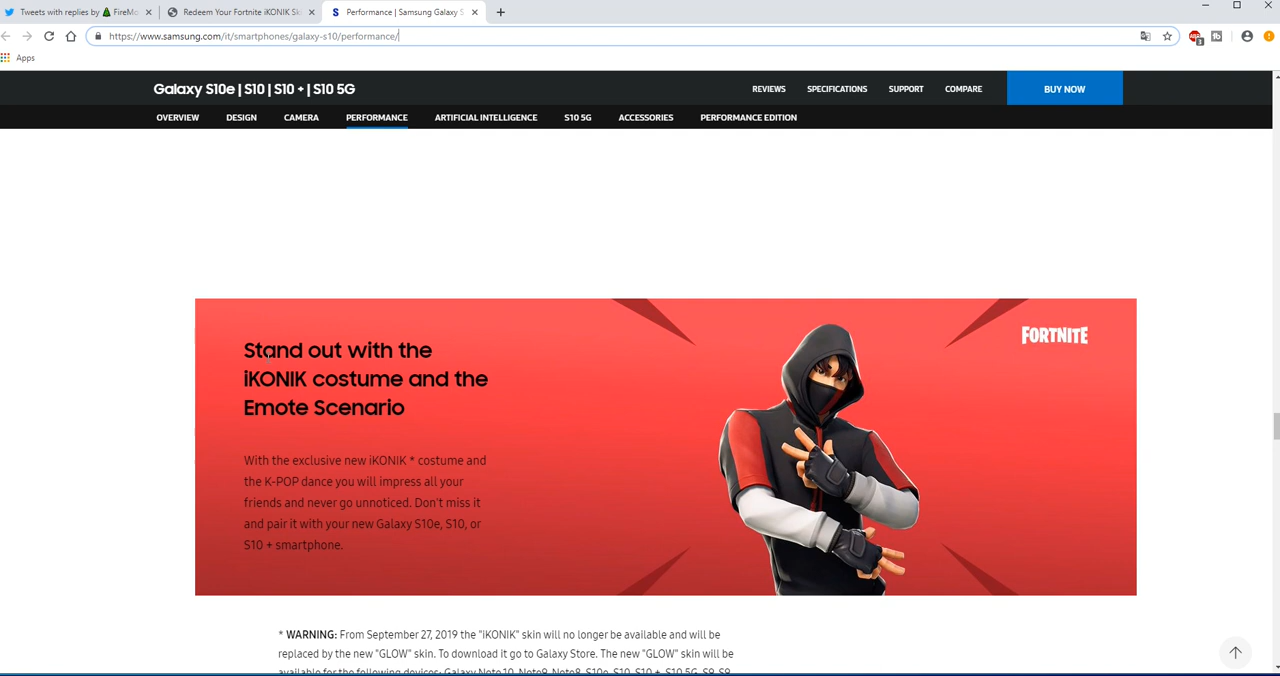 Tweets with replies by 🎄 FireMo
Redeem Your Fortnite iKONIK Ski
Performance | Samsung Galaxy S
https://www.samsung.com/it/smartphones/galaxy-s10/performance/
Apps
Galaxy S10e | S10 | S10 + | S10 5G
REVIEWS
SPECIFICATIONS
SUPPORT
COMPARE
BUY NOW
OVERVIEW
DESIGN
CAMERA
PERFORMANCE
ARTIFICIAL INTELLIGENCE
S10 5G
ACCESSORIES
PERFORMANCE EDITION
FORTNITE
Stand out with the
iKONIK costume and the
Emote Scenario
With the exclusive new iKONIK * costume and
the K-POP dance you will impress all your
friends and never go unnoticed. Don't miss it
and pair it with your new Galaxy S10e, S10, or
S10 + smartphone.
* WARNING: From September 27, 2019 the "iKONIK" skin will no longer be available and will be
replaced by the new "GLOW" skin. To download it go to Galaxy Store. The new "GLOW" skin will be
available for the following devices: Galaxy Note10, Note9, Note8, S10e, S10, S10 +, S10 5G, S9, S9